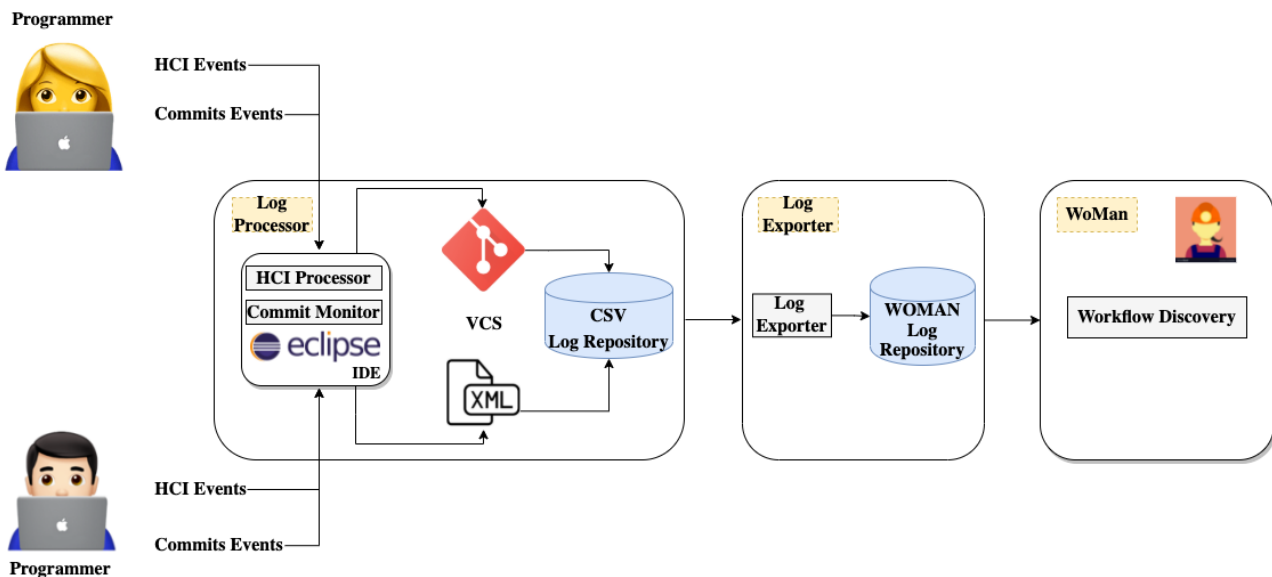 Programmer
HCI Events
Commits Events
Log
Processor
HCI Processor
Commit Monitor
eclipse
IDE
VCS
XML
CSV
Log Repository
Log
Exporter
Log
Exporter
WOMAN
Log
Repository
WoMan
Workflow Discovery
HCI Events
Commits Events
Programmer